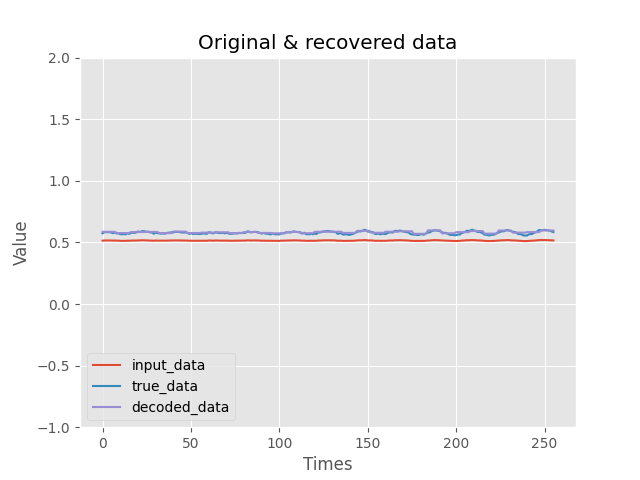 Original & recovered data
2.0
1.5
1.0
0.5
0.0
−0.5
−1.0
Value
input_data
true_data
decoded_data
0 50 100 150 200 250
Times